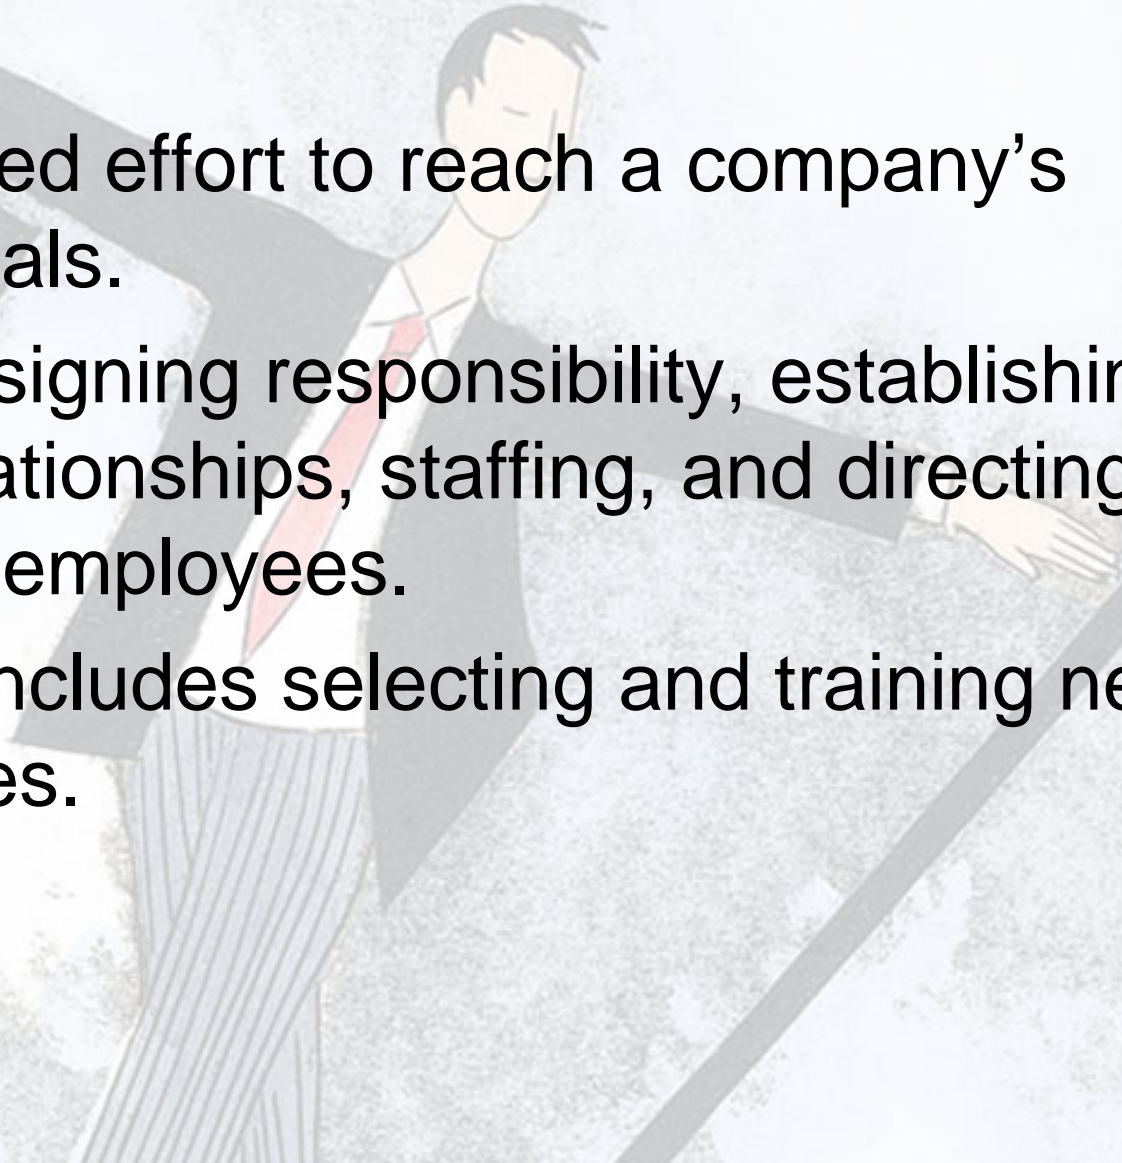 ed effort to reach a company’s
als.
signing responsibility, establishin
ationships, staffing, and directing
employees.
ncludes selecting and training ne
es.